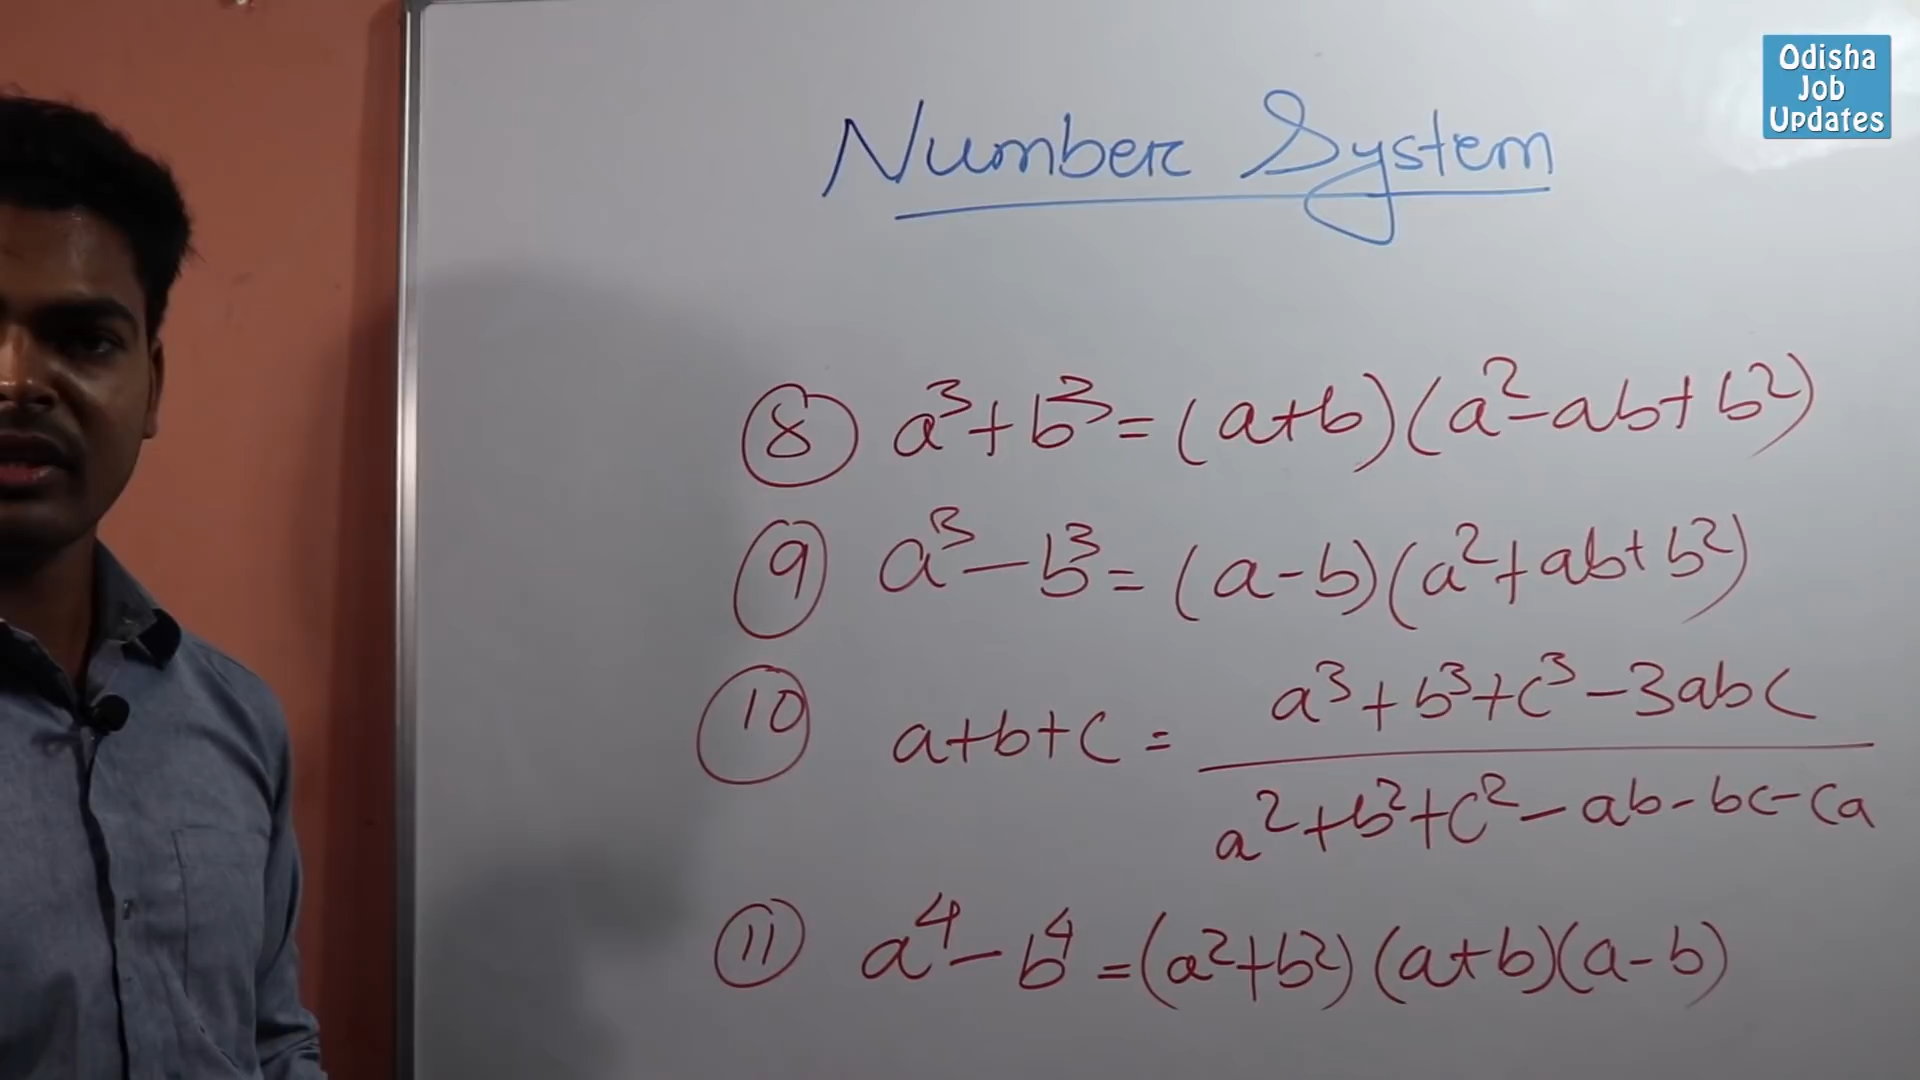 Odisha
Job
Updates
Number System
⑧ a³+b³=(a+b)(a²-ab+b²)
⑨ a³-b³=(a-b)(a²+ab+b²)
⑩ a+b+c = a³+b³+c³-3abc
a²+b²+c²-ab-bc-ca
⑪ a⁴-b⁴=(a²+b²)(a+b)(a-b)